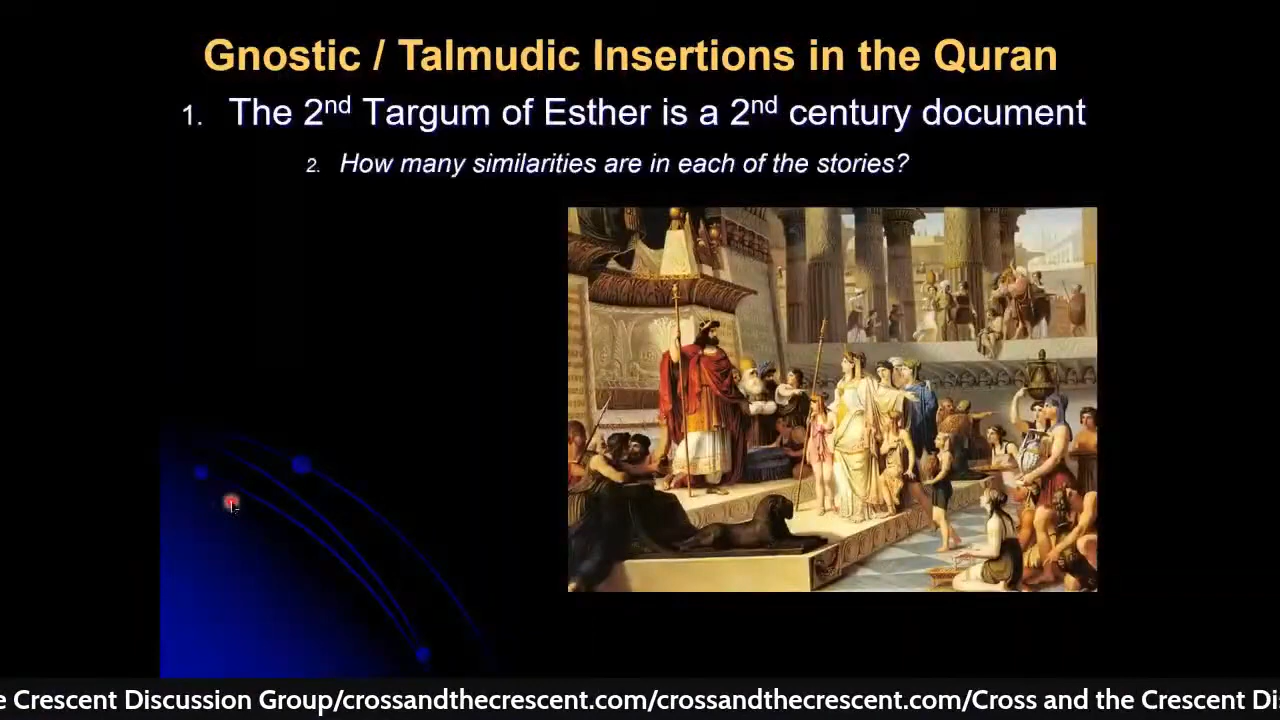 Gnostic / Talmudic Insertions in the Quran
1. The 2nd Targum of Esther is a 2nd century document
2. How many similarities are in each of the stories?
e Crescent Discussion Group/crossandthecrescent.com/crossandthecrescent.com/Cross and the Crescent Di